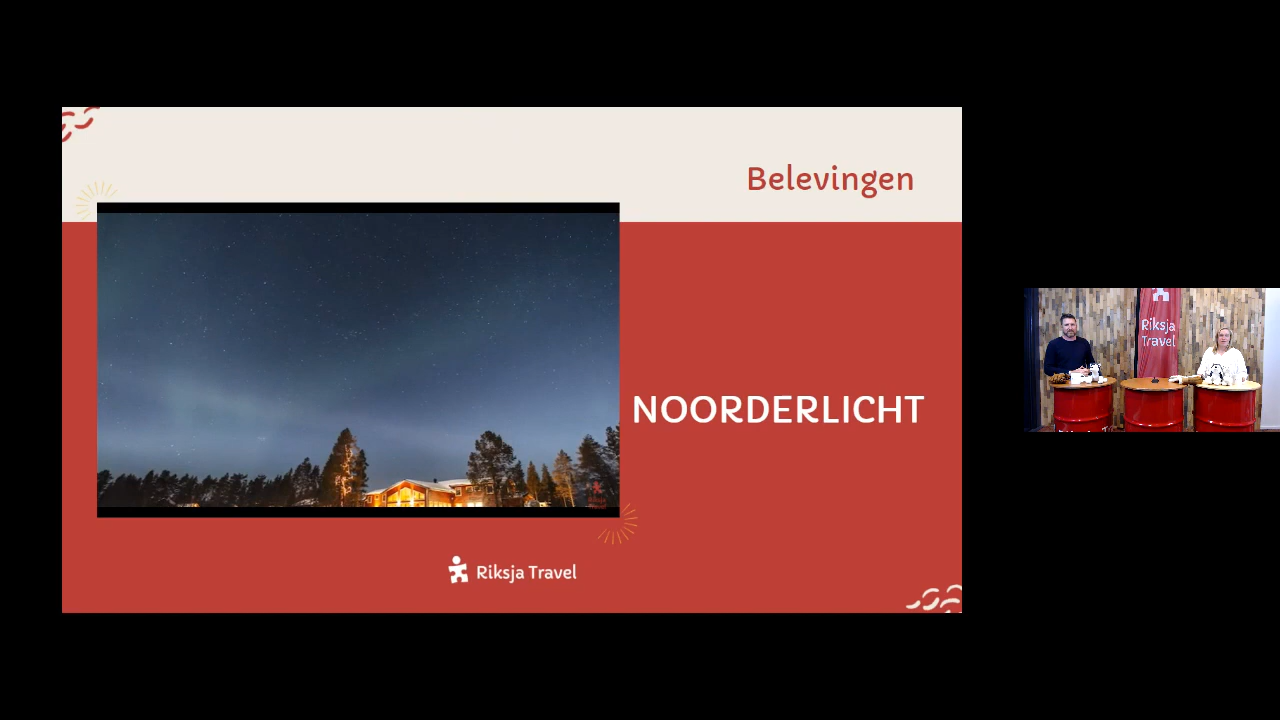 Belevingen
NOORDERLICHT
Riksja Travel
Riksja
Travel